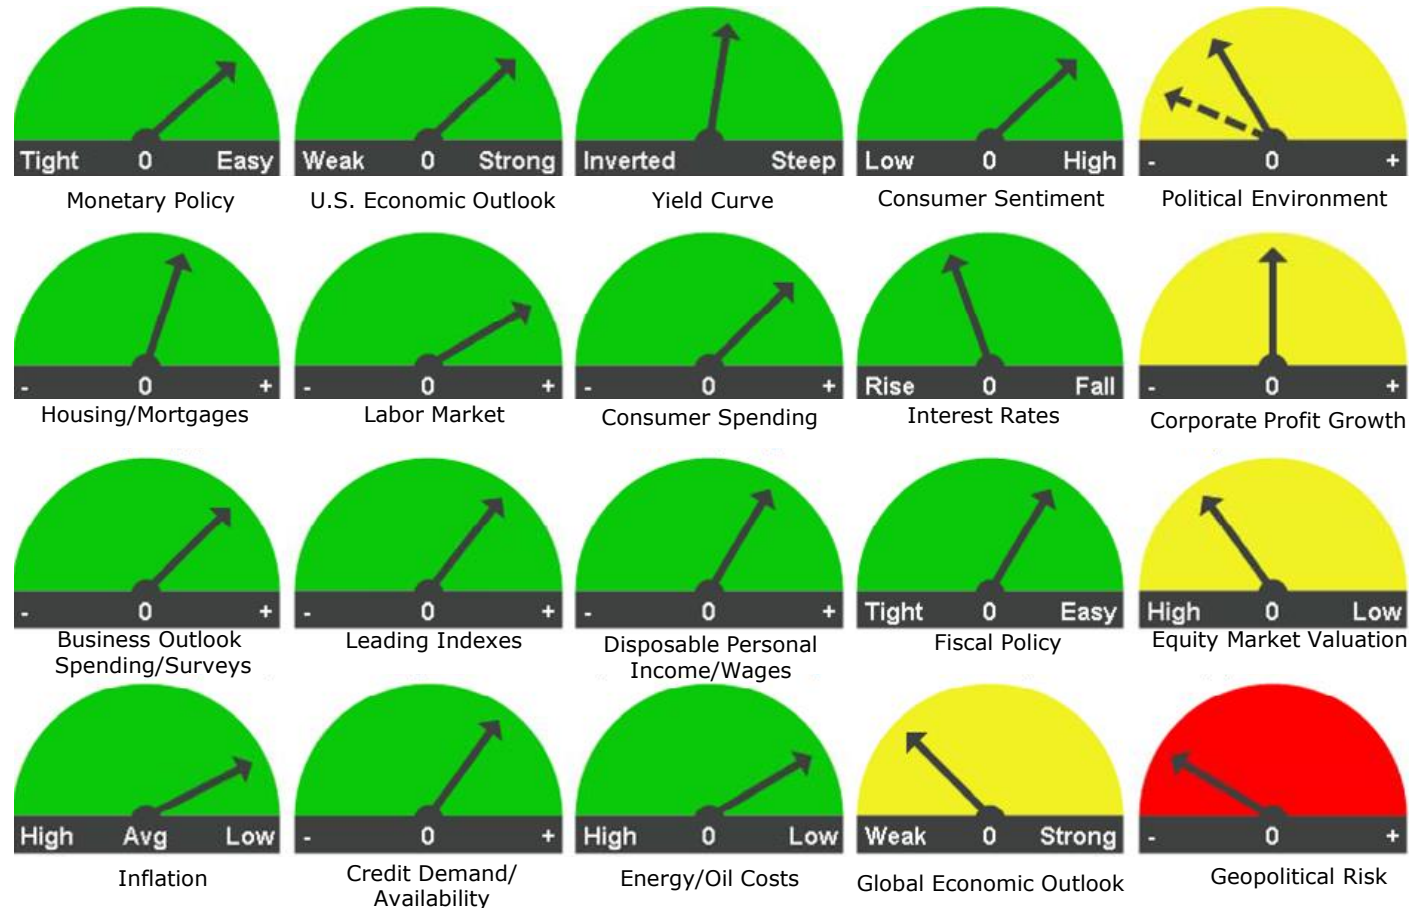 Tight 0 Easy
Weak 0 Strong
Inverted Steep
Low 0 High
- 0 +
Monetary Policy
U.S. Economic Outlook
Yield Curve
Consumer Sentiment
Political Environment
- 0 +
- 0 +
- 0 +
Rise 0 Fall
- 0 +
Housing/Mortgages
Labor Market
Consumer Spending
Interest Rates
Corporate Profit Growth
- 0 +
- 0 +
- 0 +
Tight 0 Easy
High 0 Low
Business Outlook
Spending/Surveys
Leading Indexes
Disposable Personal
Income/Wages
Fiscal Policy
Equity Market Valuation
High Avg Low
- 0 +
High 0 Low
Weak 0 Strong
- 0 +
Inflation
Credit Demand/
Availability
Energy/Oil Costs
Global Economic Outlook
Geopolitical Risk